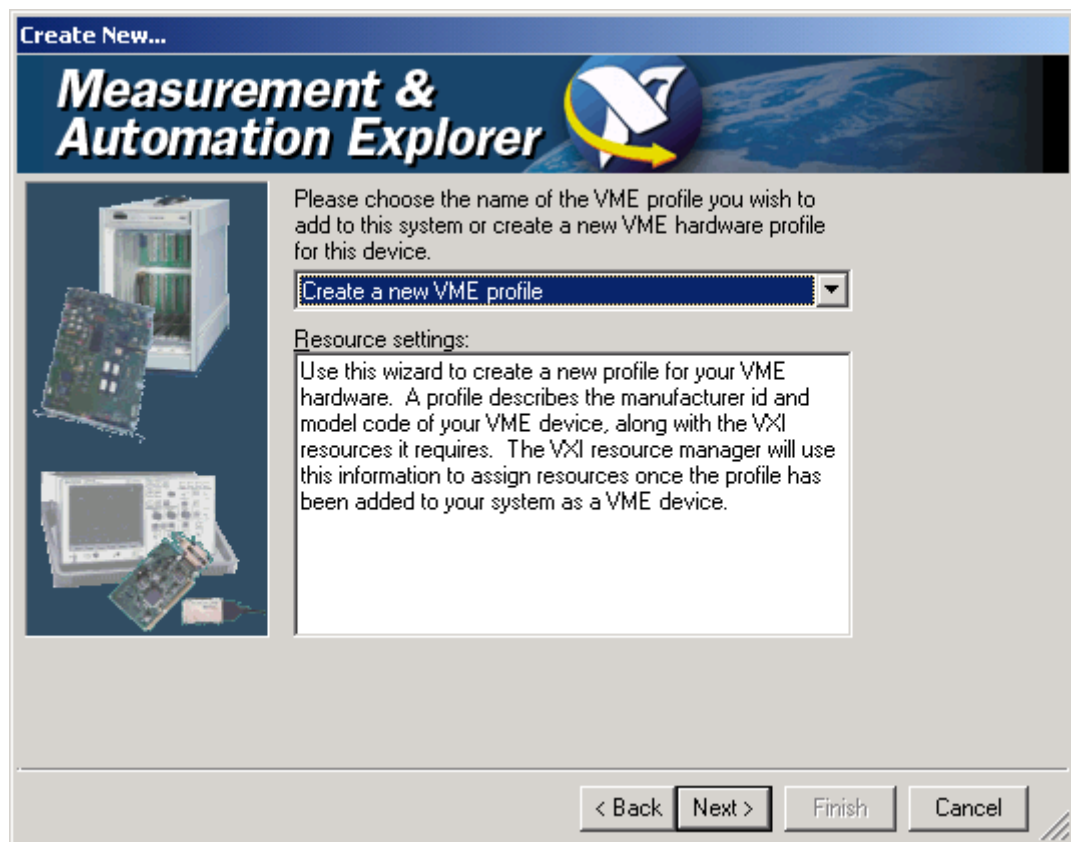 Create New...
Measurement &
Automation Explorer
Please choose the name of the VME profile you wish to
add to this system or create a new VME hardware profile
for this device.
Create a new VME profile
Resource settings:
Use this wizard to create a new profile for your VME
hardware.  A profile describes the manufacturer id and
model code of your VME device, along with the VXI
resources it requires.  The VXI resource manager will use
this information to assign resources once the profile has
been added to your system as a VME device.
< Back
Next >
Finish
Cancel